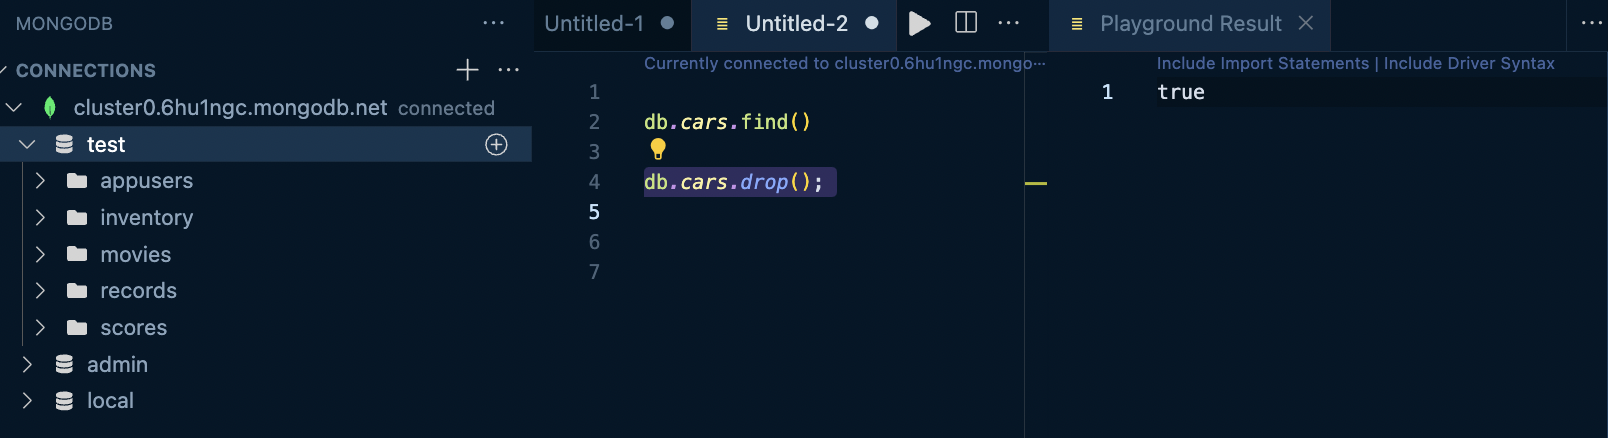 MONGODB
CONNECTIONS
cluster0.6hu1ngc.mongodb.net connected
test
appusers
inventory
movies
records
scores
admin
local
Untitled-1
Untitled-2
Currently connected to cluster0.6hu1ngc.mongo···
1
2 db.cars.find()
3
4 db.cars.drop();
5
6
7
Playground Result
Include Import Statements | Include Driver Syntax
1 true